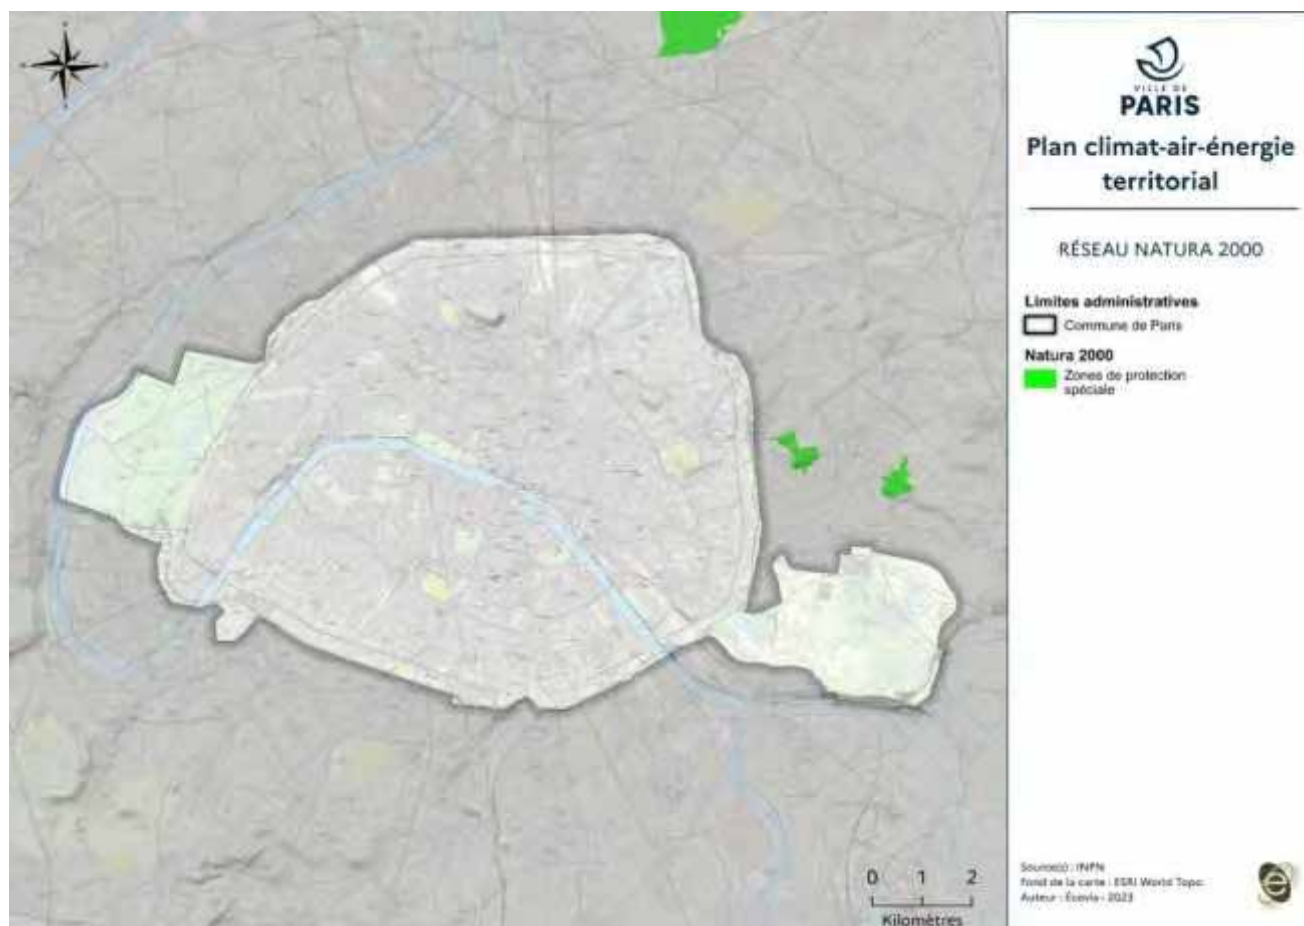 VILLE DE
PARIS
Plan climat-air-énergie
territorial
RÉSEAU NATURA 2000
Limites administratives
Commune de Paris
Natura 2000
Zones de protection
spéciale
Source(s) : INPN
Fond de la carte : ESRI World Topo.
Auteur : Ecovia - 2023
0 1 2
Kilomètres